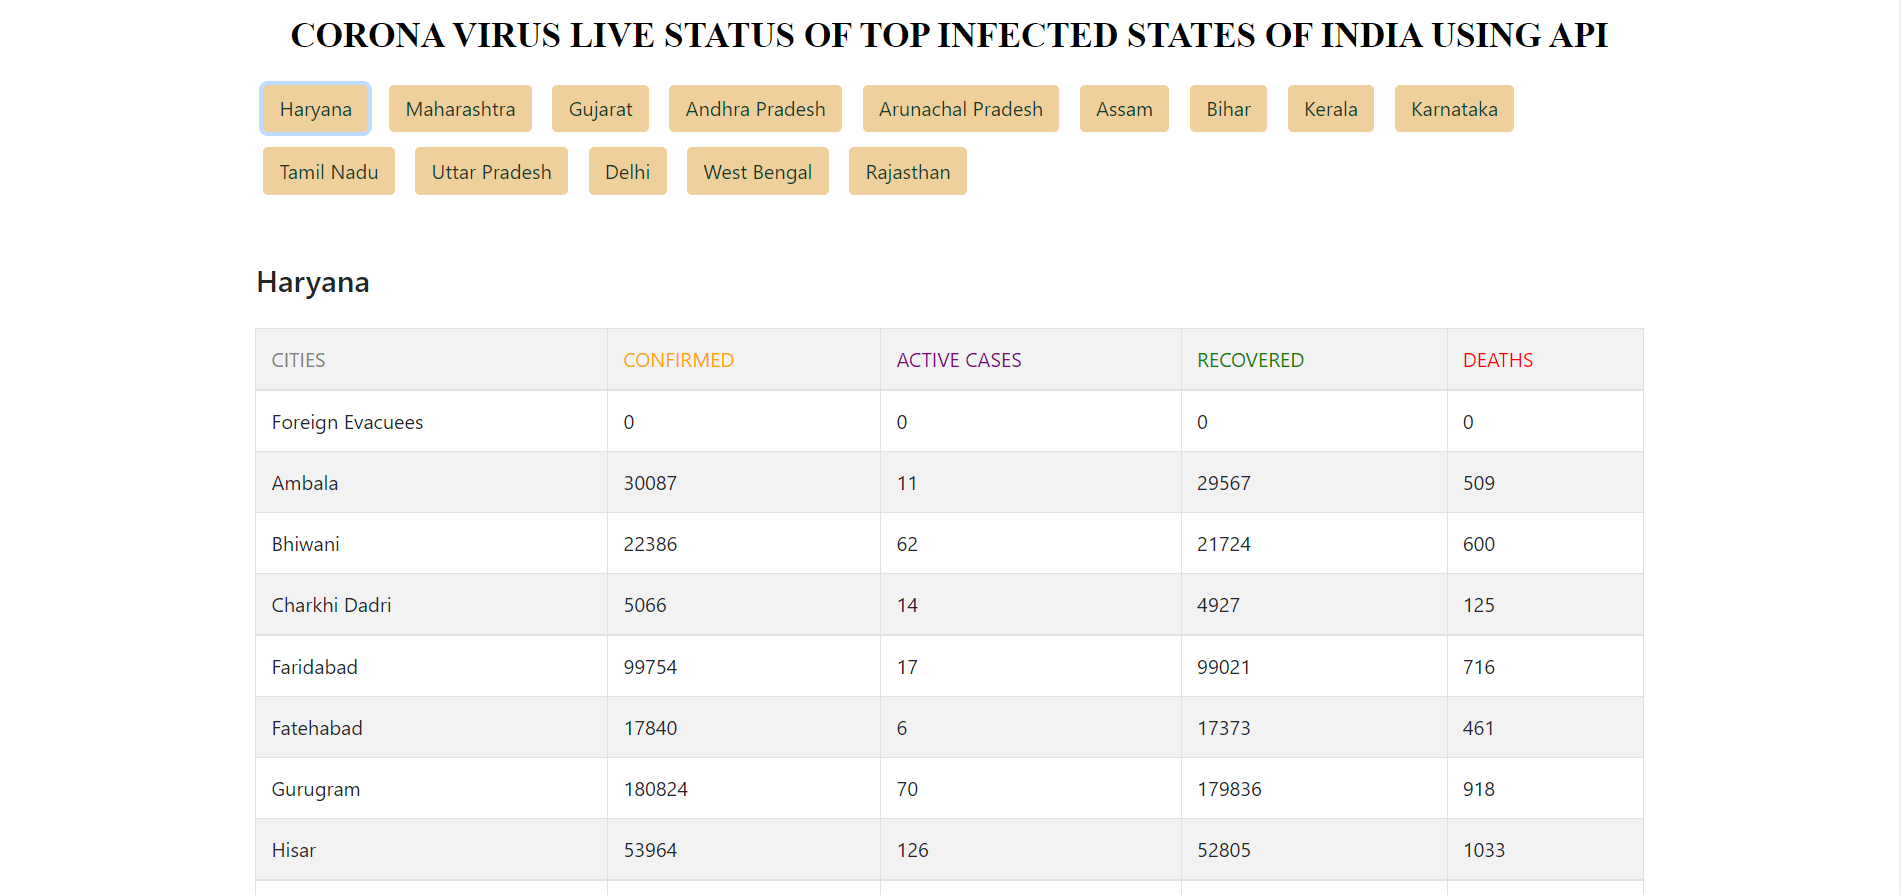 CORONA VIRUS LIVE STATUS OF TOP INFECTED STATES OF INDIA USING API
Haryana Maharashtra Gujarat Andhra Pradesh Arunachal Pradesh Assam Bihar Kerala Karnataka
Tamil Nadu Uttar Pradesh Delhi West Bengal Rajasthan
Haryana
CITIES CONFIRMED ACTIVE CASES RECOVERED DEATHS
Foreign Evacuees 0 0 0 0
Ambala 30087 11 29567 509
Bhiwani 22386 62 21724 600
Charkhi Dadri 5066 14 4927 125
Faridabad 99754 17 99021 716
Fatehabad 17840 6 17373 461
Gurugram 180824 70 179836 918
Hisar 53964 126 52805 1033